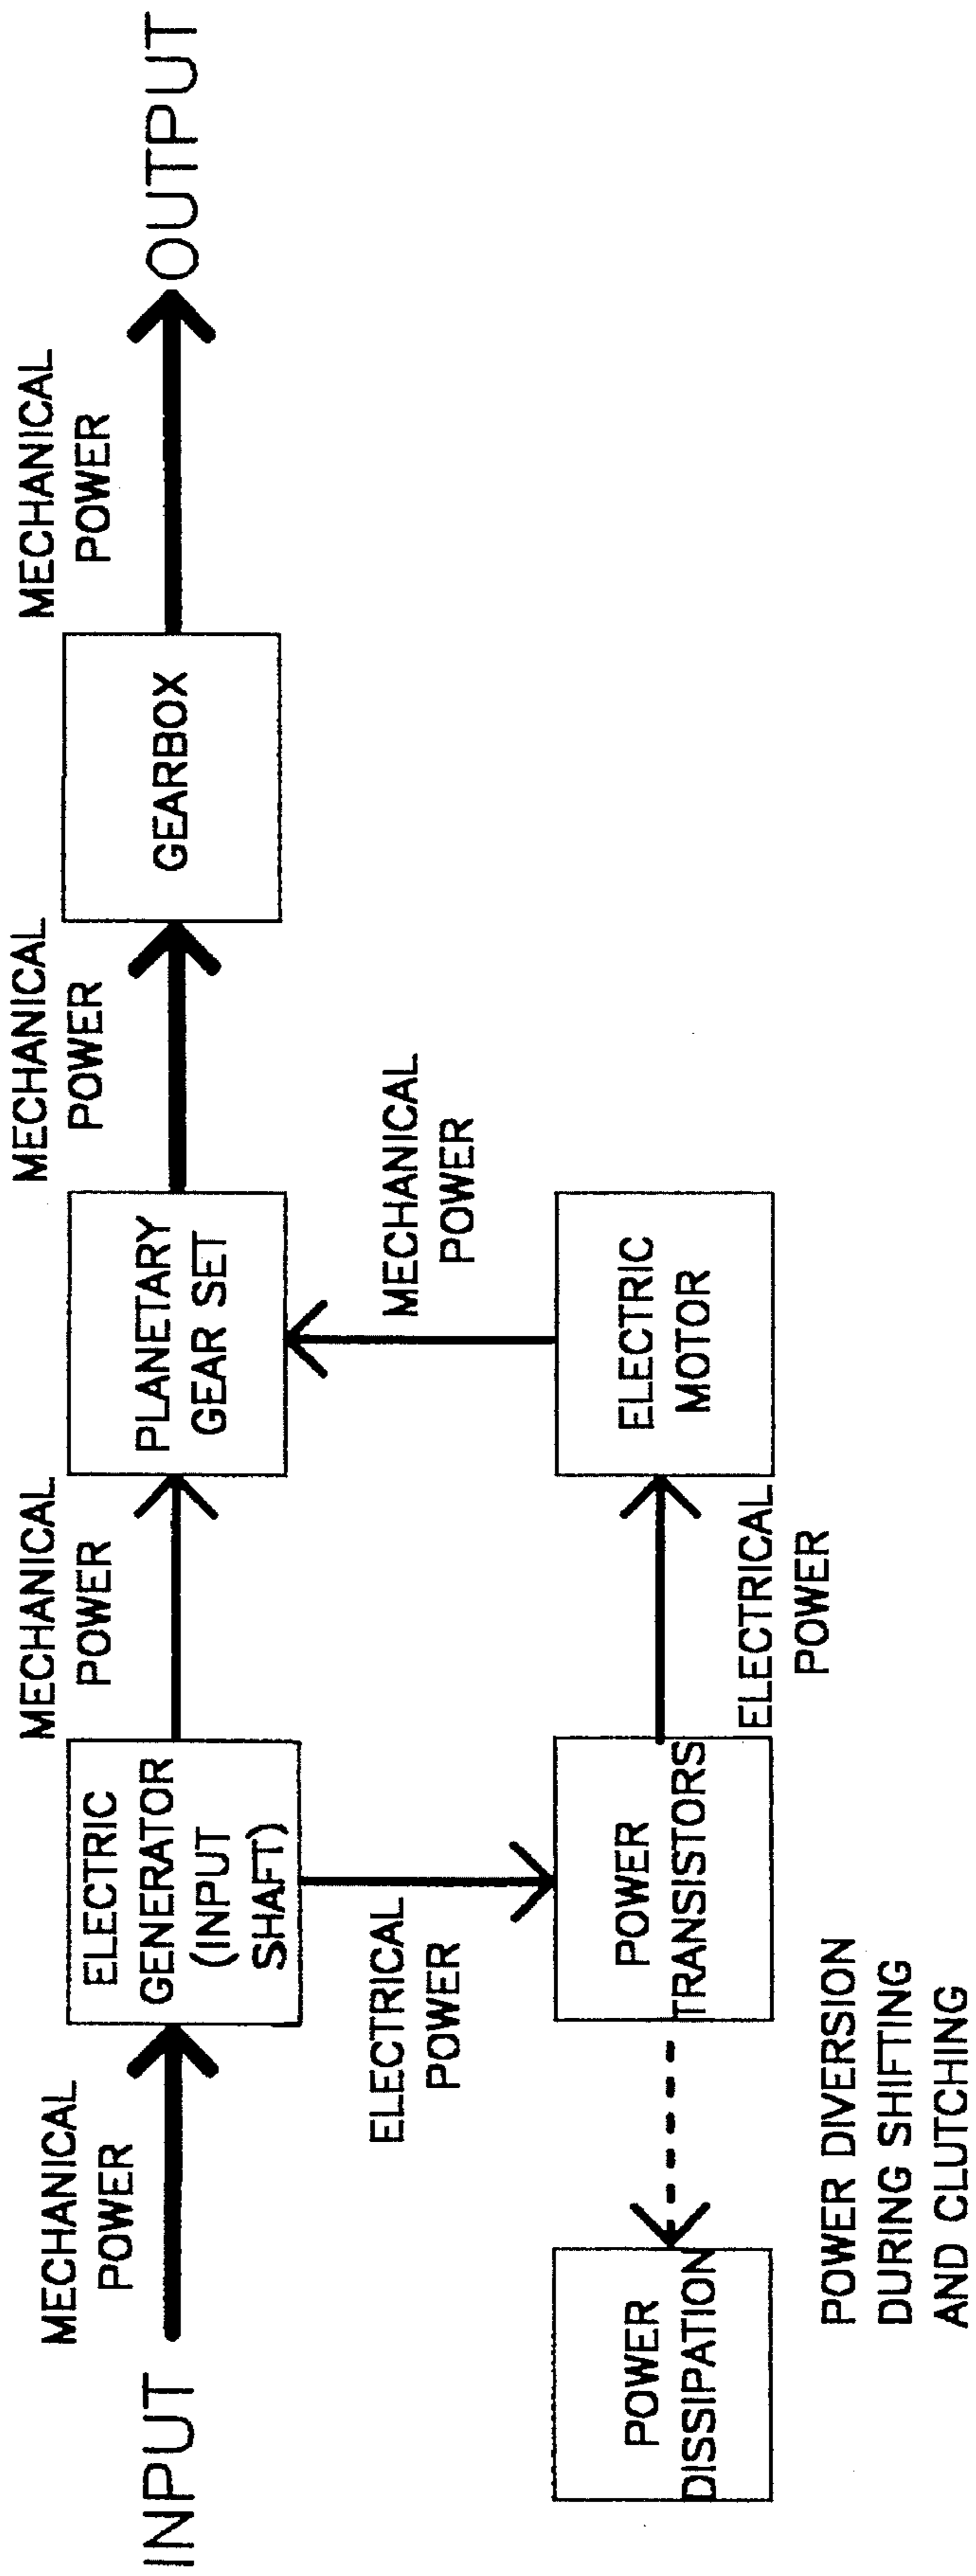 INPUT
MECHANICAL
POWER
ELECTRIC
GENERATOR
(INPUT
SHAFT)
MECHANICAL
POWER
PLANETARY
GEAR SET
MECHANICAL
POWER
GEARBOX
MECHANICAL
POWER
OUTPUT
ELECTRICAL
POWER
MECHANICAL
POWER
POWER
DISSIPATION
POWER
TRANSISTORS
ELECTRICAL
POWER
ELECTRIC
MOTOR
POWER DIVERSION
DURING SHIFTING
AND CLUTCHING